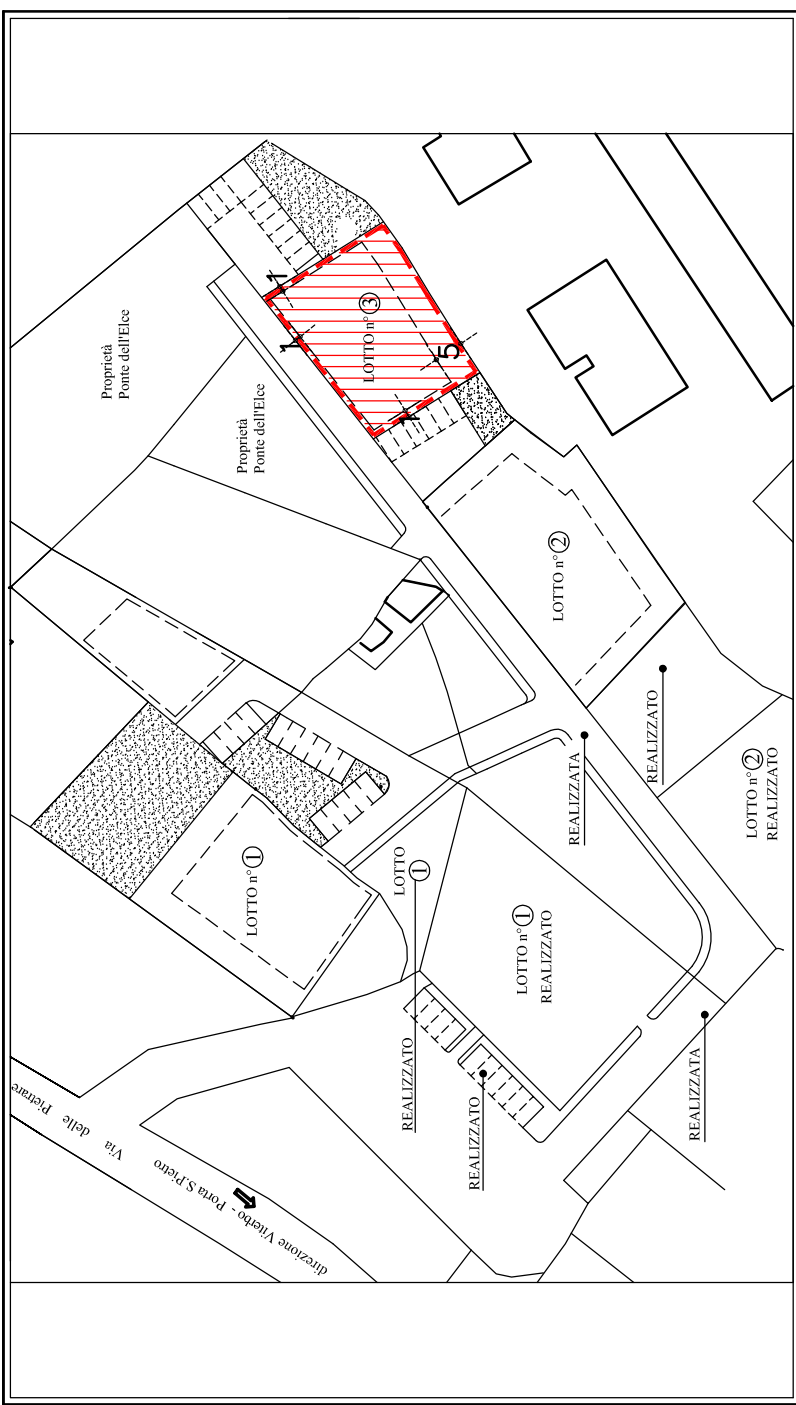 Proprietà
Ponte dell'Elce
Proprietà
Ponte dell'Elce
1
1
LOTTO n° 3
1
5
LOTTO n° 2
REALIZZATO
LOTTO n° 2
REALIZZATO
REALIZZATA
LOTTO n° 1
LOTTO
1
REALIZZATO
LOTTO n° 1
REALIZZATO
REALIZZATO
REALIZZATA
Via delle Pietrare
direzione Viterbo - Porta S.Pietro